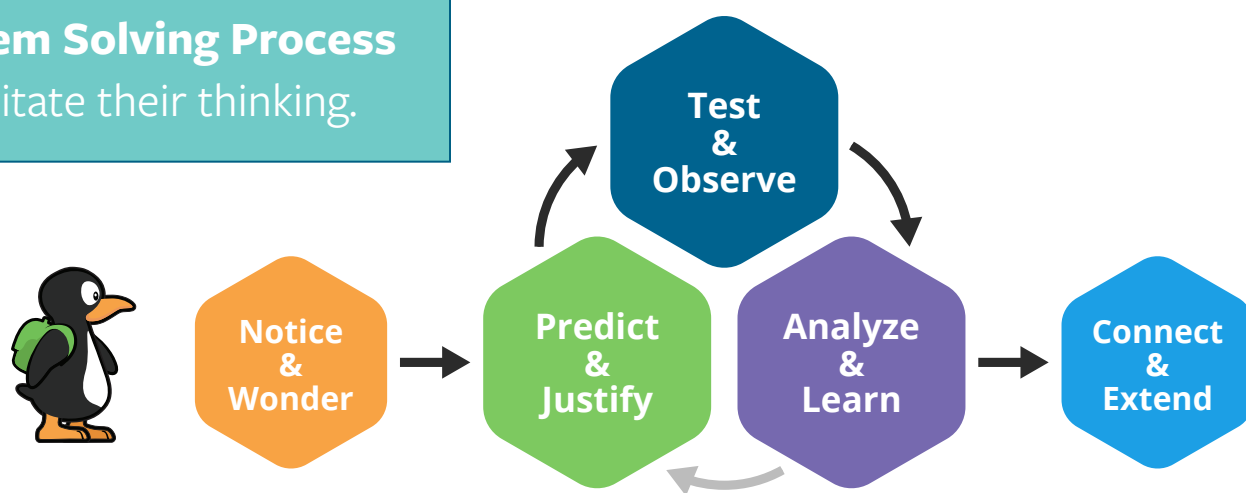 em Solving Process
itate their thinking.
Test
&
Observe
Notice
&
Wonder
Predict
&
Justify
Analyze
&
Learn
Connect
&
Extend